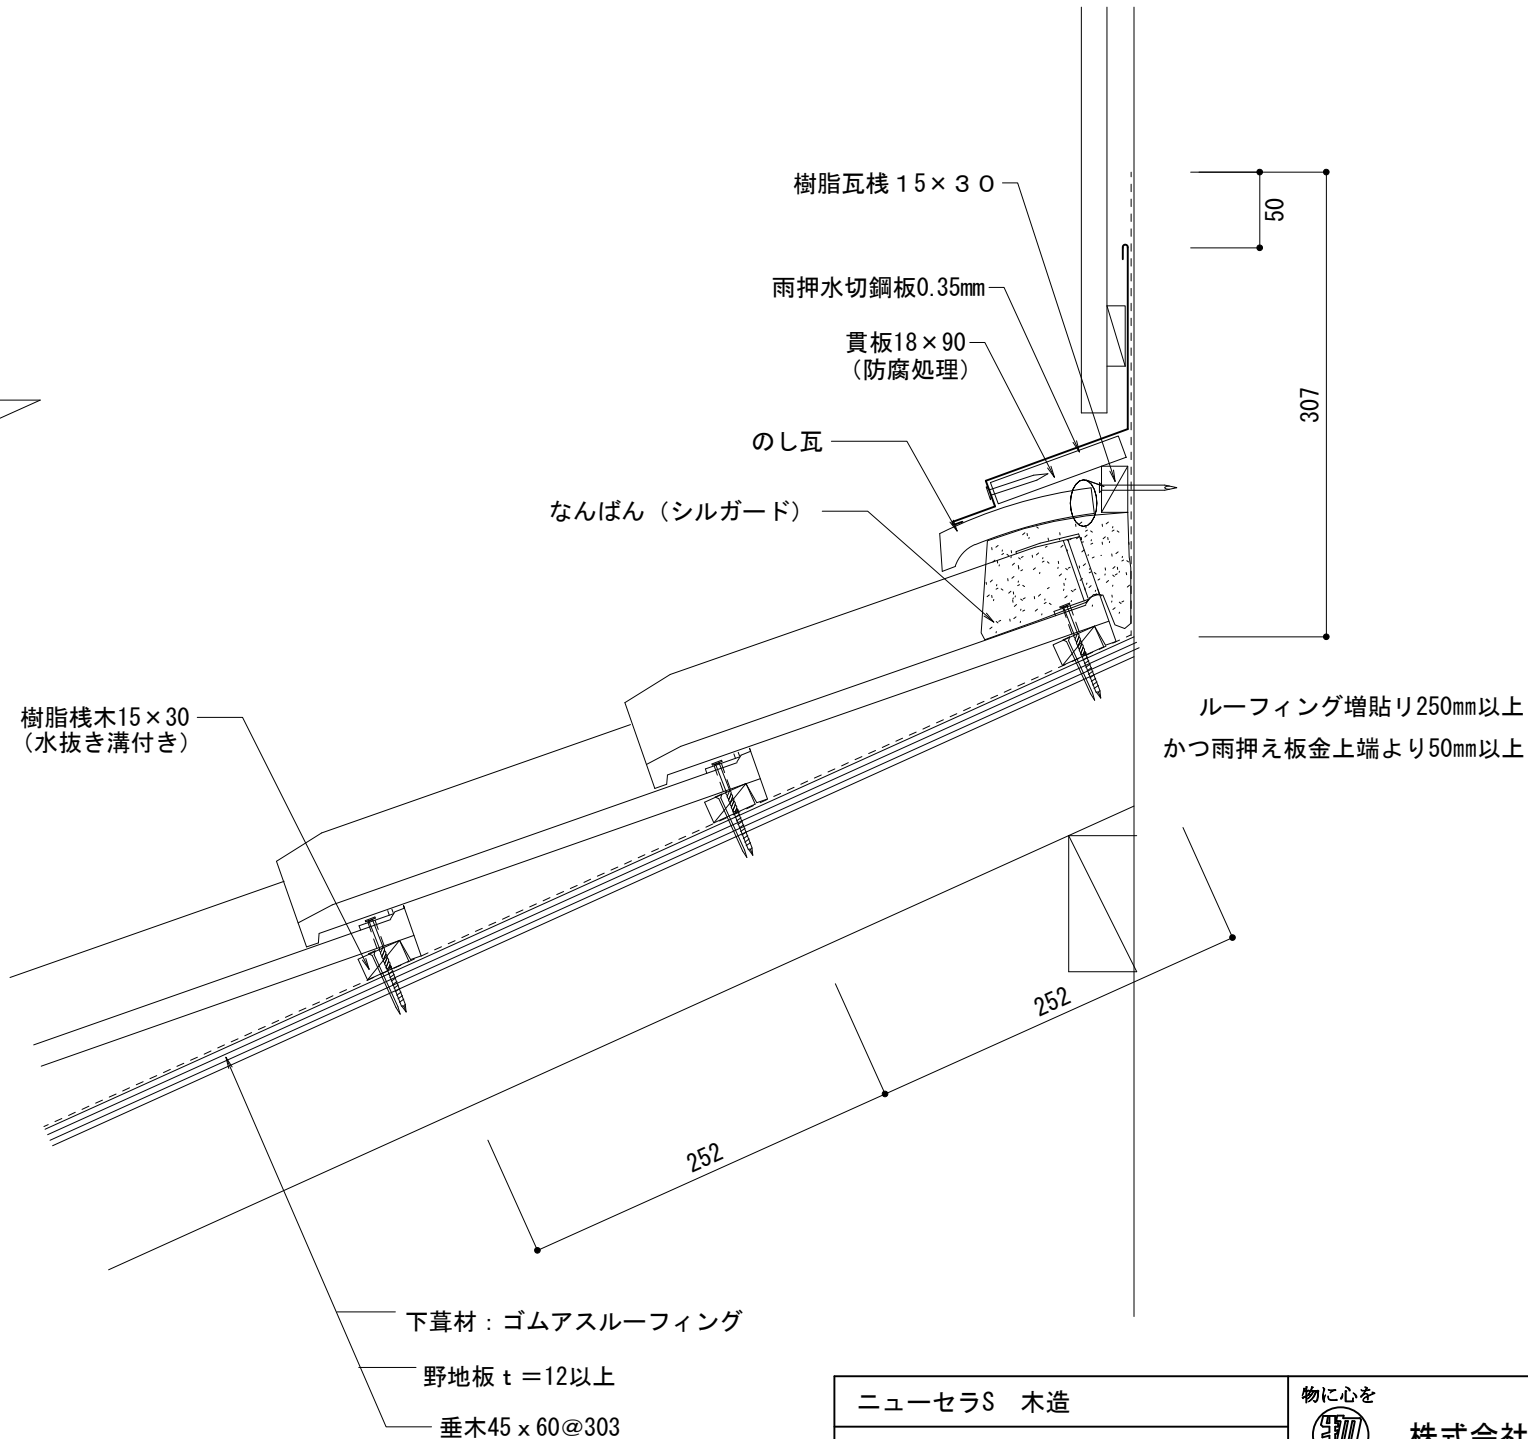 樹脂瓦桟15×30
50
雨押水切鋼板0.35mm
貫板18×90
（防腐処理）
307
のし瓦
なんばん（シルガード）
樹脂桟木15×30
（水抜き溝付き）
ルーフィング増貼り250mm以上
かつ雨押え板金上端より50mm以上
252
252
下葺材：ゴムアスルーフィング
野地板ｔ＝12以上
垂木45ｘ60@303
ニューセラS　木造
物に心を
株式会社